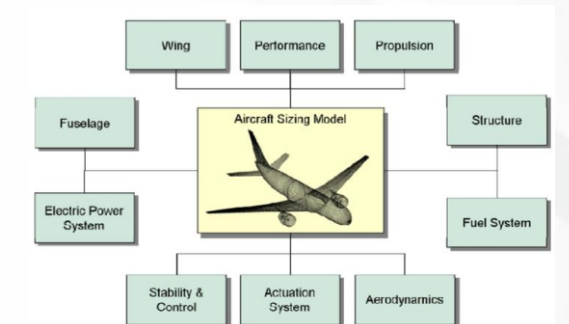 Wing
Performance
Propulsion
Fuselage
Aircraft Sizing Model
Structure
Electric Power
System
Fuel System
Stability &
Control
Actuation
System
Aerodynamics